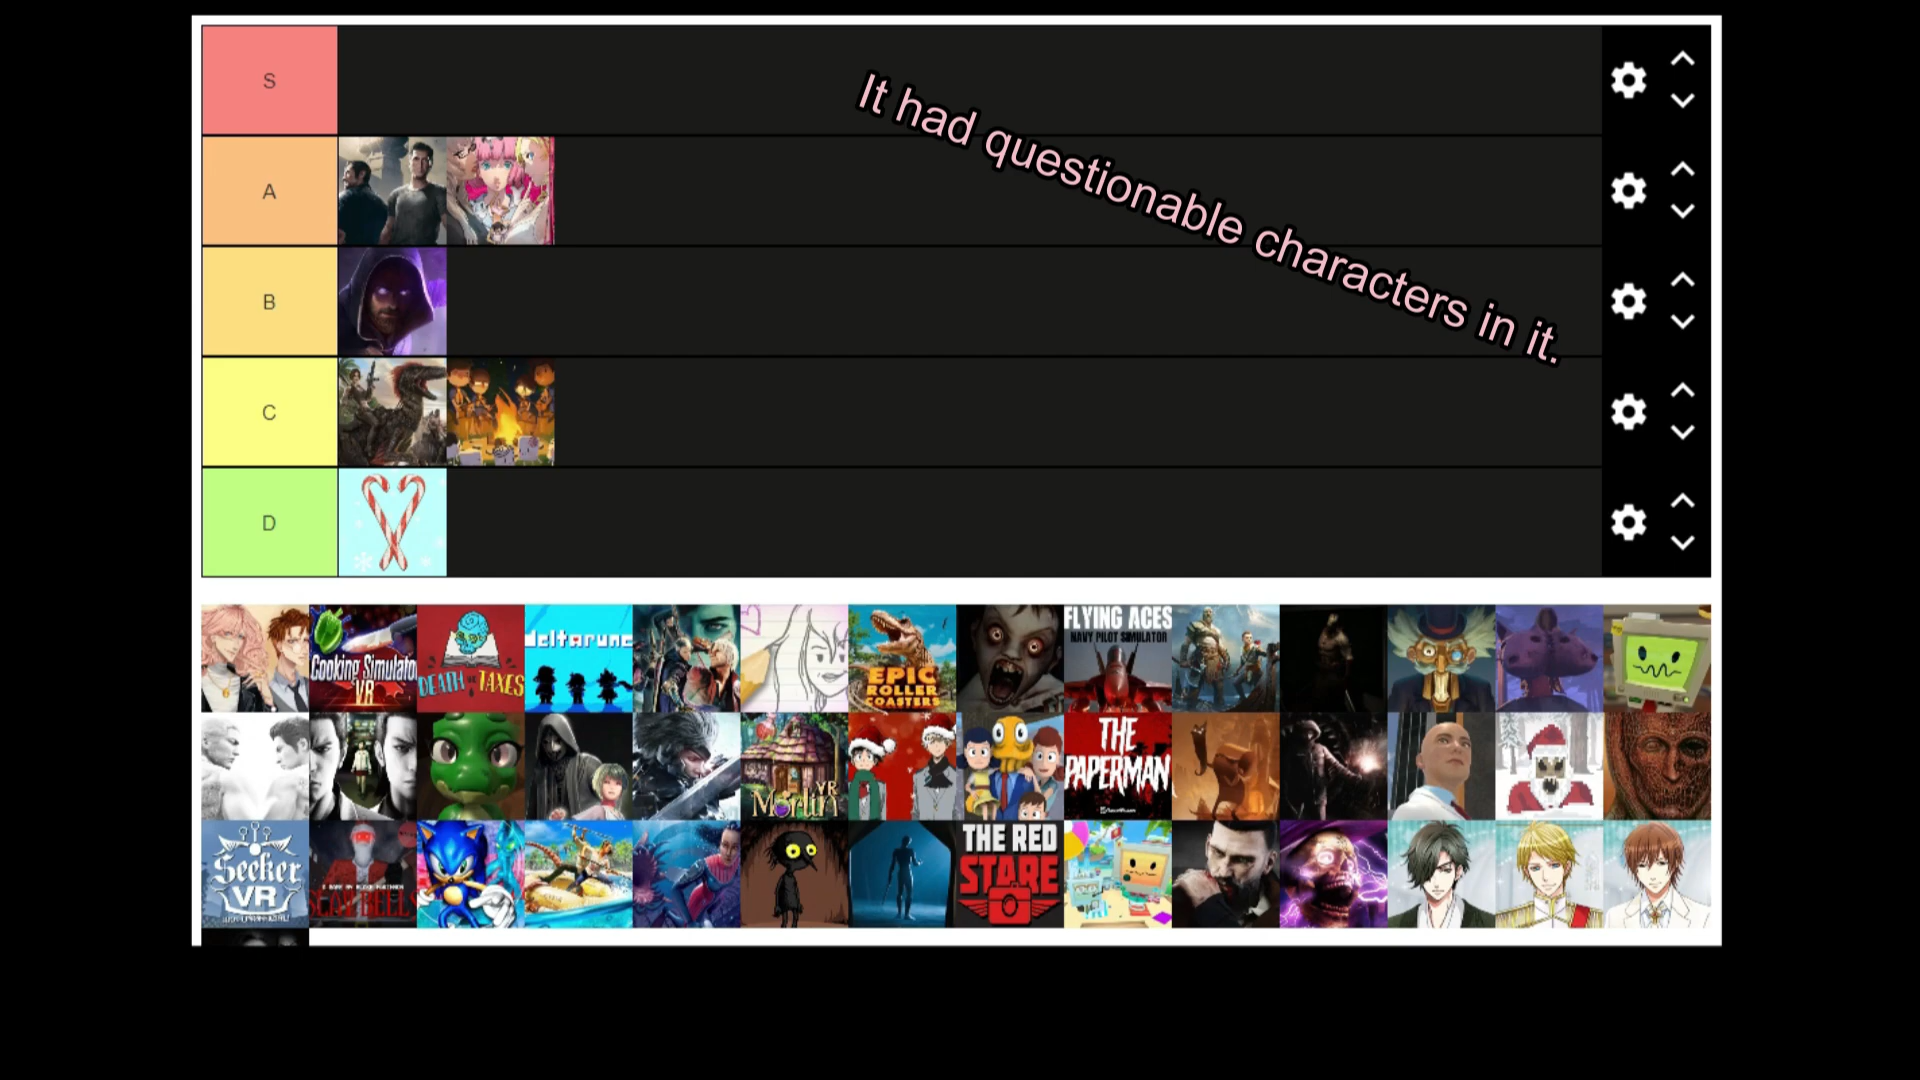 S
It had questionable characters in it.
A
B
C
D
Cooking Simulator
VR
DEATH
TAXES
deltarune
EPIC
ROLLER
COASTERS
FLYING ACES
NAVY PILOT SIMULATOR
Merlin
VR
THE
PAPERMAN
Seeker
VR
THE RED
STARE